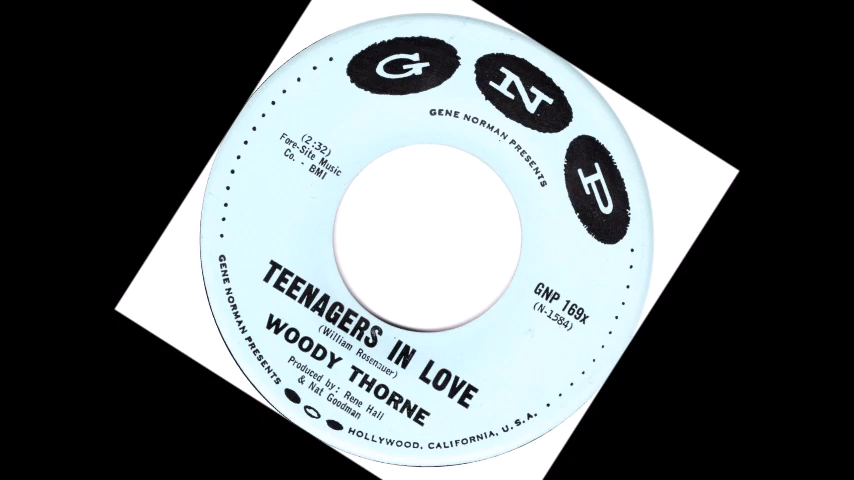 G N P
GENE NORMAN PRESENTS
(2:32)
Fore-Site Music
Co. - BMI
GNP 169x
(N-1584)
TEENAGERS IN LOVE
(William Rosenauer)
WOODY THORNE
Produced by: Rene Hall
& Nat Goodman
GENE NORMAN PRESENTS
HOLLYWOOD, CALIFORNIA, U.S.A.